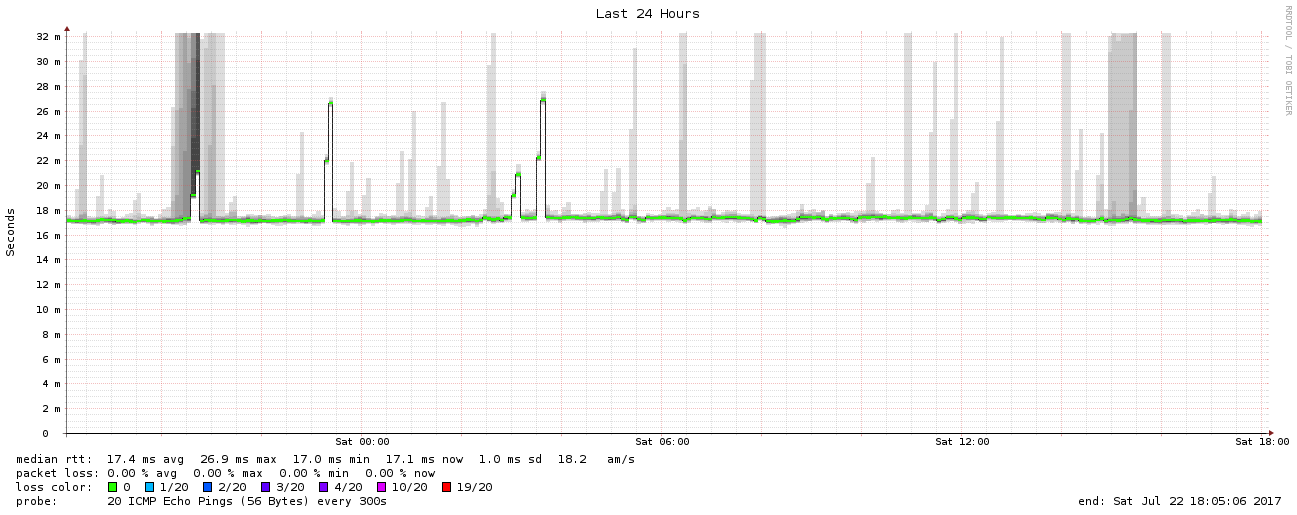 Last 24 Hours
RRDTOOL / TOBI OETIKER
Seconds
32 m
30 m
28 m
26 m
24 m
22 m
20 m
18 m
16 m
14 m
12 m
10 m
8 m
6 m
4 m
2 m
0
Sat 00:00 Sat 06:00 Sat 12:00 Sat 18:00
median rtt: 17.4 ms avg 26.9 ms max 17.0 ms min 17.1 ms now 1.0 ms sd 18.2 am/s
packet loss: 0.00 % avg 0.00 % max 0.00 % min 0.00 % now
loss color: 0 1/20 2/20 3/20 4/20 10/20 19/20
probe: 20 ICMP Echo Pings (56 Bytes) every 300s end: Sat Jul 22 18:05:06 2017